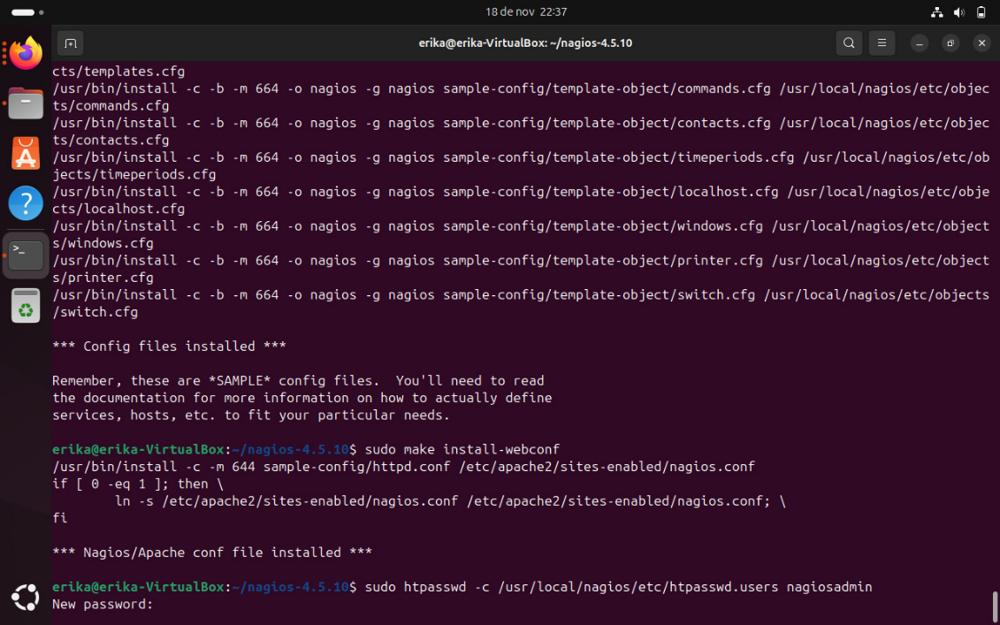 18 de nov  22:37
erika@erika-VirtualBox: ~/nagios-4.5.10
cts/templates.cfg
/usr/bin/install -c -b -m 664 -o nagios -g nagios sample-config/template-object/commands.cfg /usr/local/nagios/etc/objec
ts/commands.cfg
/usr/bin/install -c -b -m 664 -o nagios -g nagios sample-config/template-object/contacts.cfg /usr/local/nagios/etc/objec
ts/contacts.cfg
/usr/bin/install -c -b -m 664 -o nagios -g nagios sample-config/template-object/timeperiods.cfg /usr/local/nagios/etc/ob
jects/timeperiods.cfg
/usr/bin/install -c -b -m 664 -o nagios -g nagios sample-config/template-object/localhost.cfg /usr/local/nagios/etc/obje
cts/localhost.cfg
/usr/bin/install -c -b -m 664 -o nagios -g nagios sample-config/template-object/windows.cfg /usr/local/nagios/etc/object
s/windows.cfg
/usr/bin/install -c -b -m 664 -o nagios -g nagios sample-config/template-object/printer.cfg /usr/local/nagios/etc/object
s/printer.cfg
/usr/bin/install -c -b -m 664 -o nagios -g nagios sample-config/template-object/switch.cfg /usr/local/nagios/etc/objects
/switch.cfg

*** Config files installed ***

Remember, these are *SAMPLE* config files.  You'll need to read
the documentation for more information on how to actually define
services, hosts, etc. to fit your particular needs.

erika@erika-VirtualBox:~/nagios-4.5.10$ sudo make install-webconf
/usr/bin/install -c -m 644 sample-config/httpd.conf /etc/apache2/sites-enabled/nagios.conf
if [ 0 -eq 1 ]; then \
        ln -s /etc/apache2/sites-enabled/nagios.conf /etc/apache2/sites-enabled/nagios.conf; \
fi

*** Nagios/Apache conf file installed ***

erika@erika-VirtualBox:~/nagios-4.5.10$ sudo htpasswd -c /usr/local/nagios/etc/htpasswd.users nagiosadmin
New password: